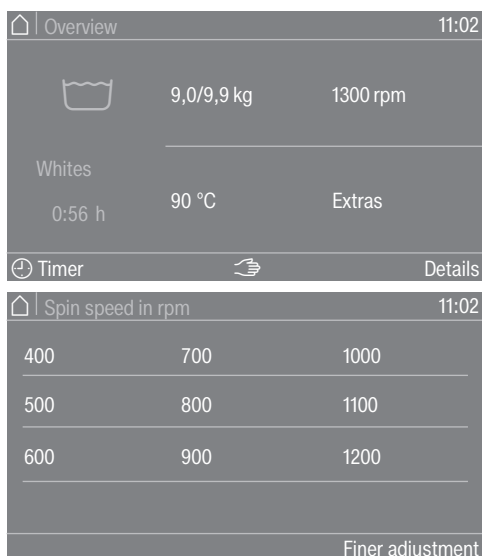 Overview 11:02
9,0/9,9 kg 1300 rpm
Whites
90 °C Extras
0:56 h
Timer Details
Spin speed in rpm 11:02
400 700 1000
500 800 1100
600 900 1200
Finer adjustment